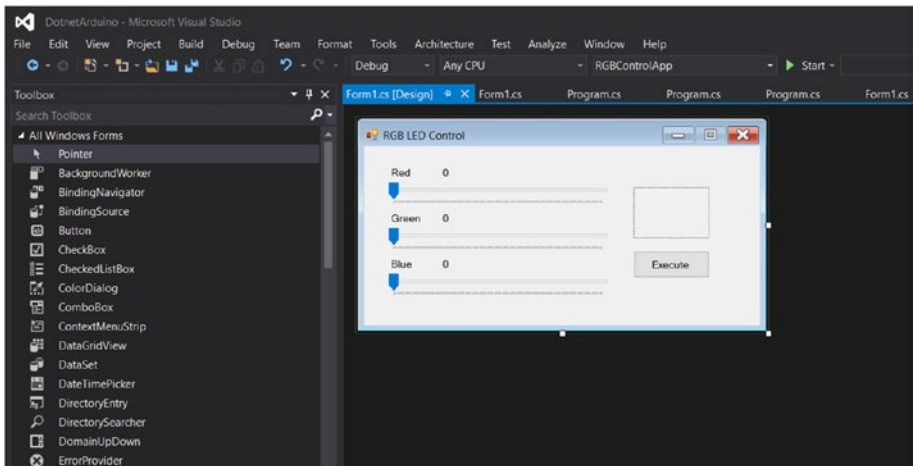 DotnetArduino - Microsoft Visual Studio
File Edit View Project Build Debug Team Format Tools Architecture Test Analyze Window Help
Debug Any CPU RGBControlApp Start
Toolbox
Form1.cs [Design] Form1.cs Program.cs Program.cs Program.cs Form1.cs
Search Toolbox
All Windows Forms
Pointer
BackgroundWorker
BindingNavigator
BindingSource
Button
CheckBox
CheckedListBox
ColorDialog
ComboBox
ContextMenuStrip
DataGridView
DataSet
DateTimePicker
DirectoryEntry
DirectorySearcher
DomainUpDown
ErrorProvider
RGB LED Control
Red 0
Green 0
Blue 0
Execute